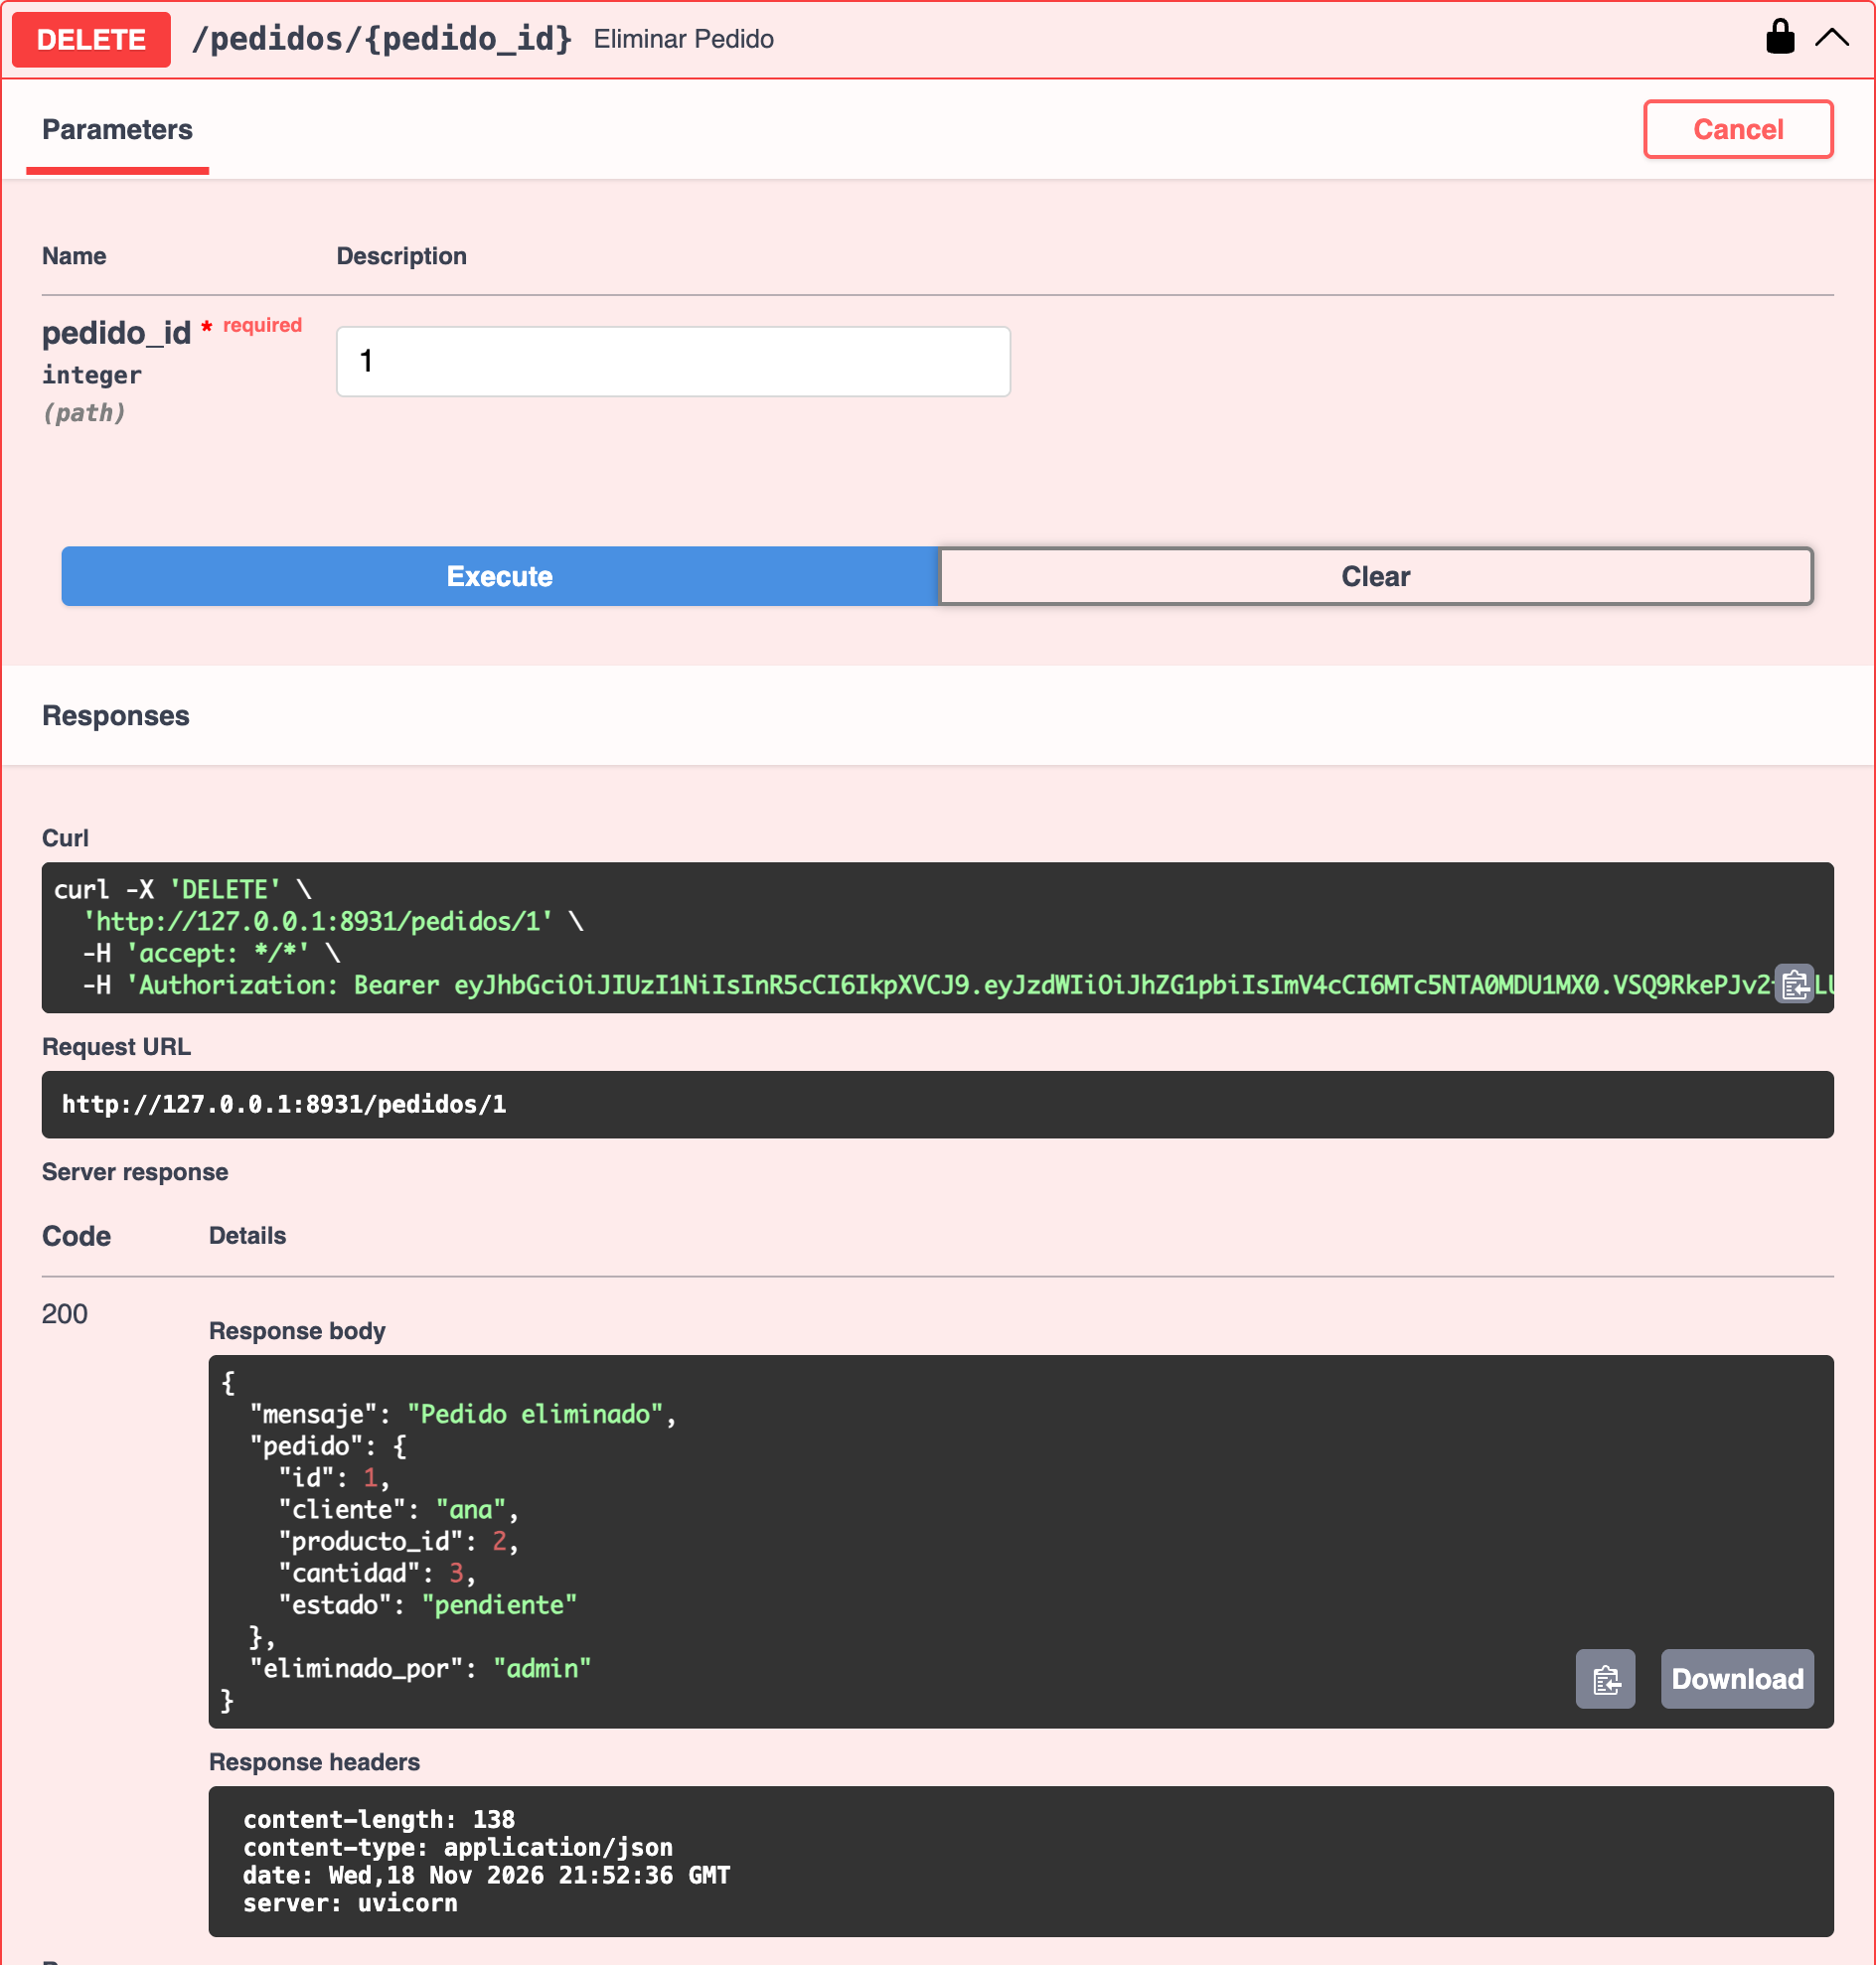 DELETE /pedidos/{pedido_id} Eliminar Pedido
Parameters
Cancel
Name Description
pedido_id * required
integer
(path)
1
Execute Clear
Responses
Curl
curl -X 'DELETE' \
'http://127.0.0.1:8931/pedidos/1' \
-H 'accept: */*' \
-H 'Authorization: Bearer eyJhbGciOiJIUzI1NiIsInR5cCI6IkpXVCJ9.eyJzdWIiOiJhZG1pbiIsImV4cCI6MTc5NTA0MDU1MX0.VSQ9RkePJv2
Request URL
http://127.0.0.1:8931/pedidos/1
Server response
Code Details
200
Response body
{
"mensaje": "Pedido eliminado",
"pedido": {
"id": 1,
"cliente": "ana",
"producto_id": 2,
"cantidad": 3,
"estado": "pendiente"
},
"eliminado_por": "admin"
}
Download
Response headers
content-length: 138
content-type: application/json
date: Wed,18 Nov 2026 21:52:36 GMT
server: uvicorn